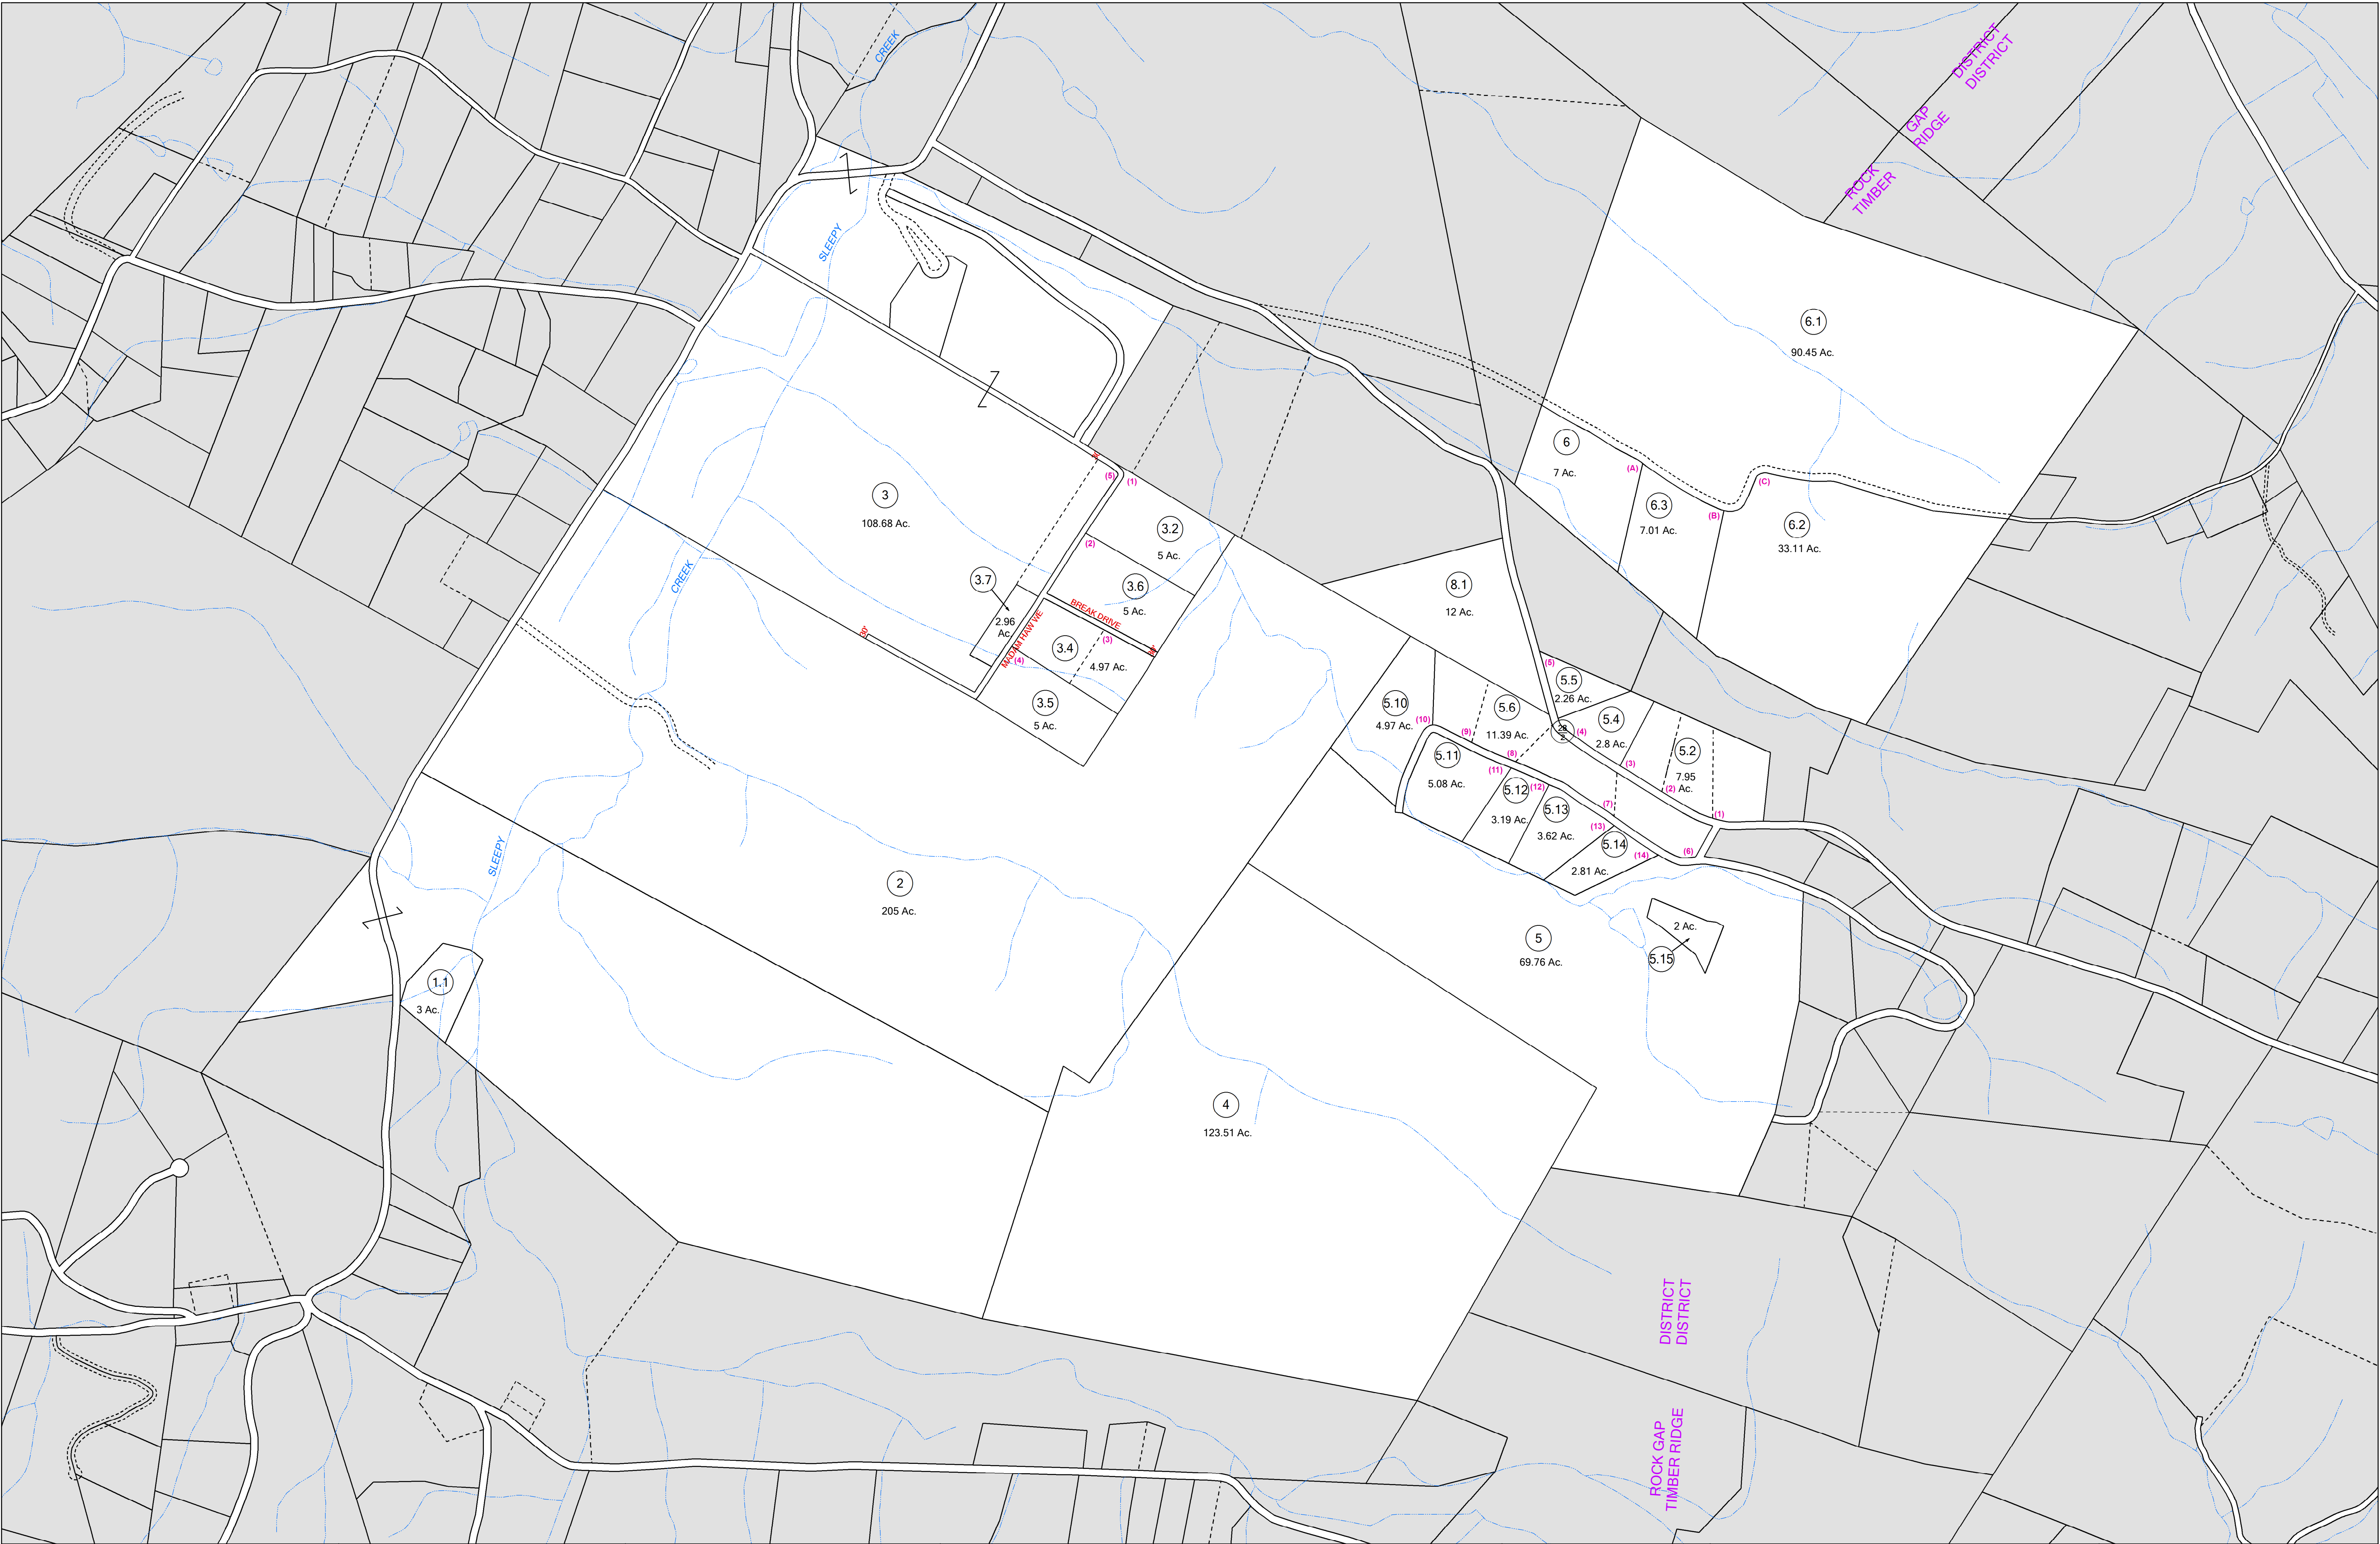 CREEK
DISTRICT
DISTRICT
GAP
RIDGE
ROCK
TIMBER
SLEEPY
6.1
90.45 Ac.
6
7 Ac.
(A)
6.3
7.01 Ac.
(B)
(C)
6.2
33.11 Ac.
(5)
(1)
3
108.68 Ac.
3.2
5 Ac.
(2)
CREEK
3.7
2.96
Ac.
3.6
5 Ac.
BREAK DRIVE
MADAM HAW WE
30'
3.4
(3)
4.97 Ac.
(4)
3.5
5 Ac.
8.1
12 Ac.
(5)
5.5
2.26 Ac.
5.10
4.97 Ac.
(10)
5.6
11.39 Ac.
(9)
(8)
28
2
(4)
5.4
2.8 Ac.
(3)
5.2
7.95
Ac.
(2)
(1)
5.11
5.08 Ac.
(11)
5.12
3.19 Ac.
(12)
5.13
3.62 Ac.
(7)
(13)
5.14
2.81 Ac.
(14)
(6)
SLEEPY
2
205 Ac.
5
69.76 Ac.
2 Ac.
5.15
1.1
3 Ac.
4
123.51 Ac.
DISTRICT
DISTRICT
ROCK GAP
TIMBER RIDGE